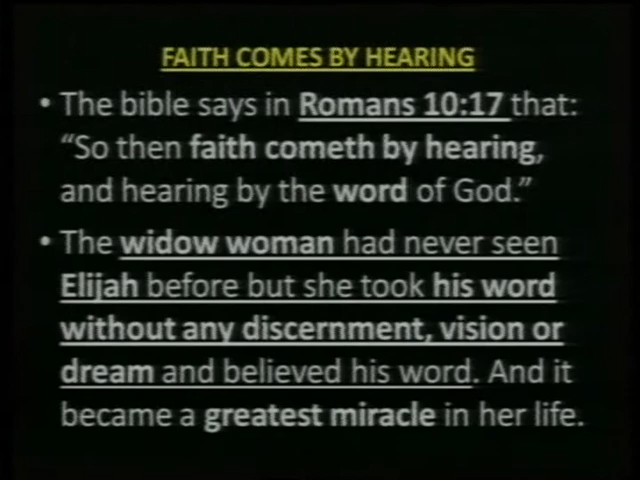 FAITH COMES BY HEARING
• The bible says in Romans 10:17 that:
“So then faith cometh by hearing,
and hearing by the word of God.”
• The widow woman had never seen
Elijah before but she took his word
without any discernment, vision or
dream and believed his word. And it
became a greatest miracle in her life.